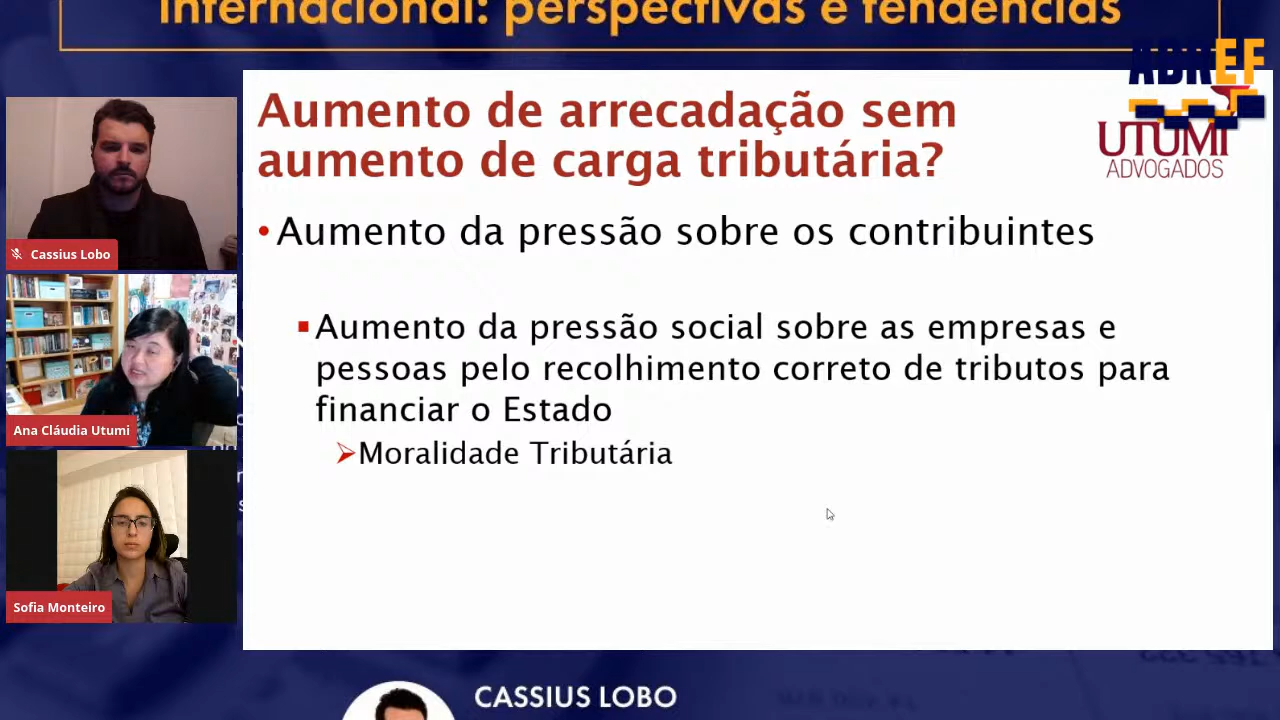 internacional: perspectivas e tendências
ABREF
Aumento de arrecadação sem
aumento de carga tributária?
UTUMI
ADVOGADOS
Aumento da pressão sobre os contribuintes
Aumento da pressão social sobre as empresas e
pessoas pelo recolhimento correto de tributos para
financiar o Estado
Moralidade Tributária
Cassius Lobo
Ana Cláudia Utumi
Sofia Monteiro
CASSIUS LOBO